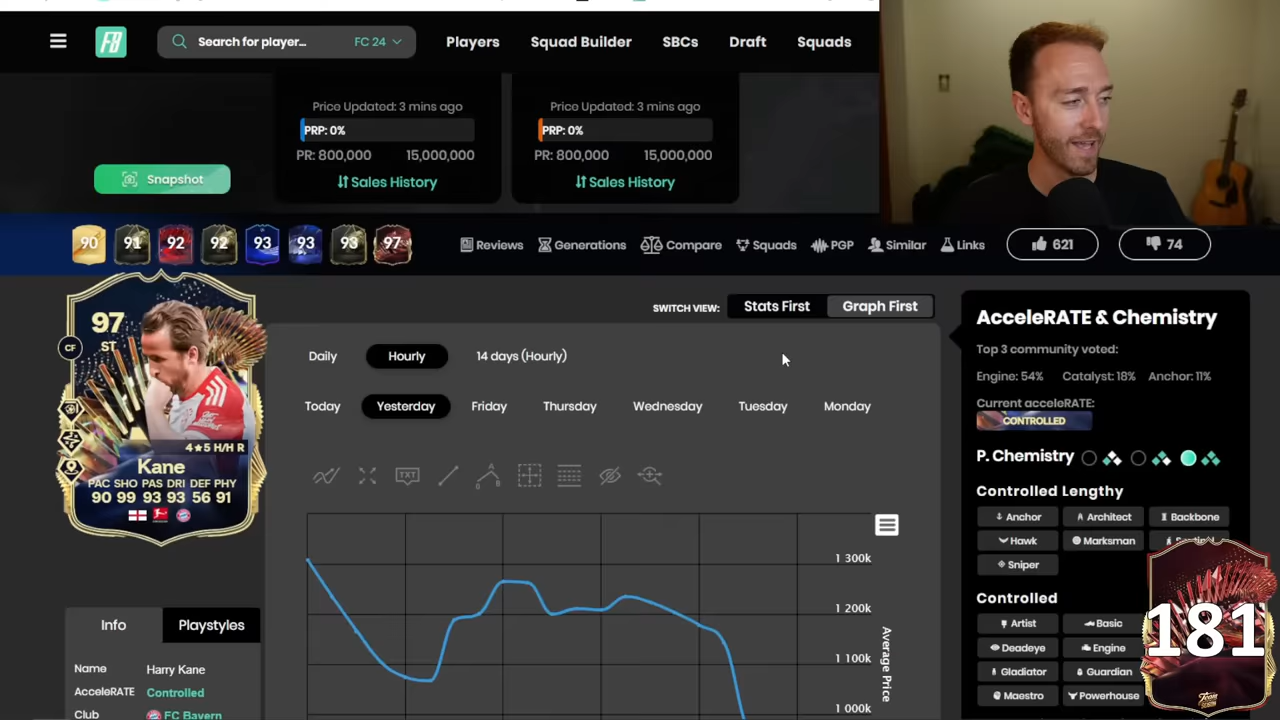 FB
Search for player...
FC 24
Players
Squad Builder
SBCs
Draft
Squads
Price Updated: 3 mins ago
PRP: 0%
PR: 800,000
15,000,000
Sales History
Price Updated: 3 mins ago
PRP: 0%
PR: 800,000
15,000,000
Sales History
Snapshot
90
91
92
92
93
93
93
97
Reviews
Generations
Compare
Squads
PGP
Similar
Links
621
74
SWITCH VIEW:
Stats First
Graph First
97
ST
CF
4★5 H/H R
Kane
PAC SHO PAS DRI DEF PHY
90 99 93 93 56 91
Daily
Hourly
14 days (Hourly)
Today
Yesterday
Friday
Thursday
Wednesday
Tuesday
Monday
TXT
1 300k
1 200k
1 100k
1 000k
Average Price
AcceleRATE & Chemistry
Top 3 community voted:
Engine: 54%
Catalyst: 18%
Anchor: 11%
Current acceleRATE:
CONTROLLED
P. Chemistry
Controlled Lengthy
Anchor
Architect
Backbone
Hawk
Marksman
Sentinel
Sniper
Controlled
Artist
Basic
Deadeye
Engine
Gladiator
Guardian
Maestro
Powerhouse
181
Info
Playstyles
Name
Harry Kane
AcceleRATE
Controlled
Club
FC Bayern